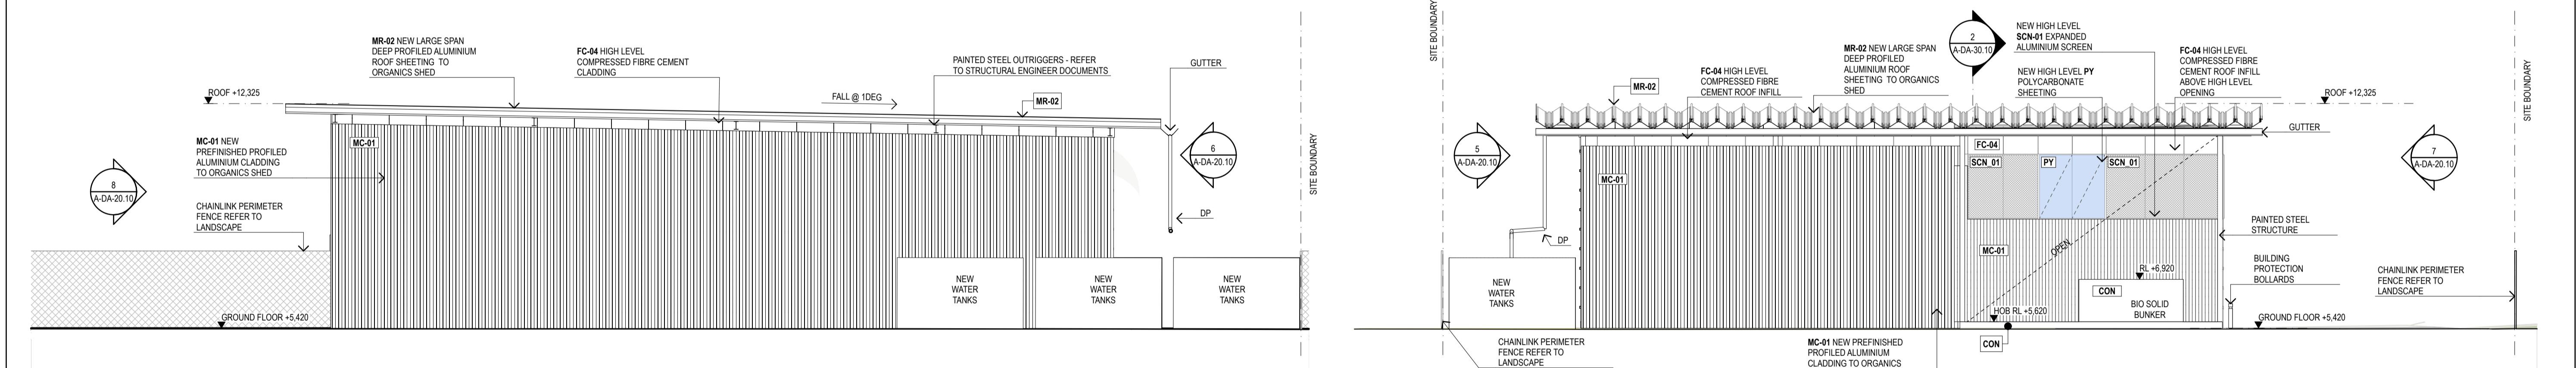 MR-02 NEW LARGE SPAN
DEEP PROFILED ALUMINIUM
ROOF SHEETING TO
ORGANICS SHED
FC-04 HIGH LEVEL
COMPRESSED FIBRE CEMENT
CLADDING
PAINTED STEEL OUTRIGGERS - REFER
TO STRUCTURAL ENGINEER DOCUMENTS
GUTTER
ROOF +12,325
FALL @ 1DEG
MR-02
MC-01 NEW
PREFINISHED PROFILED
ALUMINIUM CLADDING
TO ORGANICS SHED
MC-01
6
A-DA-20.10
SITE BOUNDARY
8
A-DA-20.10
CHAINLINK PERIMETER
FENCE REFER TO
LANDSCAPE
DP
NEW
WATER
TANKS
NEW
WATER
TANKS
NEW
WATER
TANKS
GROUND FLOOR +5,420
SITE BOUNDARY
2
A-DA-30.10
NEW HIGH LEVEL
SCN-01 EXPANDED
ALUMINIUM SCREEN
MR-02 NEW LARGE SPAN
DEEP PROFILED
ALUMINIUM ROOF
SHEETING TO ORGANICS
SHED
FC-04 HIGH LEVEL
COMPRESSED FIBRE
CEMENT ROOF INFILL
ABOVE HIGH LEVEL
OPENING
FC-04 HIGH LEVEL
COMPRESSED FIBRE
CEMENT ROOF INFILL
NEW HIGH LEVEL PY
POLYCARBONATE
SHEETING
MR-02
ROOF +12,325
SITE BOUNDARY
GUTTER
5
A-DA-20.10
FC-04
SCN_01
PY
SCN_01
7
A-DA-20.10
MC-01
PAINTED STEEL
STRUCTURE
DP
MC-01
OPEN
BUILDING
PROTECTION
BOLLARDS
RL +6,920
CHAINLINK PERIMETER
FENCE REFER TO
LANDSCAPE
NEW
WATER
TANKS
CON
BIO SOLID
BUNKER
HOB RL +5,620
GROUND FLOOR +5,420
CHAINLINK PERIMETER
FENCE REFER TO
LANDSCAPE
MC-01 NEW PREFINISHED
PROFILED ALUMINIUM
CLADDING TO ORGANICS
CON